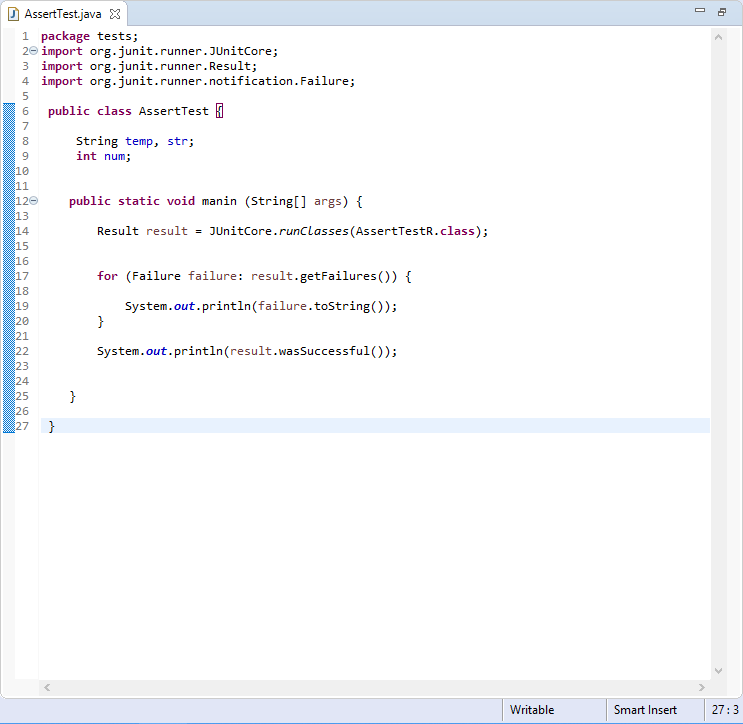 AssertTest.java
1 package tests;
2 import org.junit.runner.JUnitCore;
3 import org.junit.runner.Result;
4 import org.junit.runner.notification.Failure;
5
6 public class AssertTest {
7
8 String temp, str;
9 int num;
10
11
12 public static void manin (String[] args) {
13
14 Result result = JUnitCore.runClasses(AssertTestR.class);
15
16
17 for (Failure failure: result.getFailures()) {
18
19 System.out.println(failure.toString());
20 }
21
22 System.out.println(result.wasSuccessful());
23
24
25 }
26
27 }
Writable Smart Insert 27 : 3